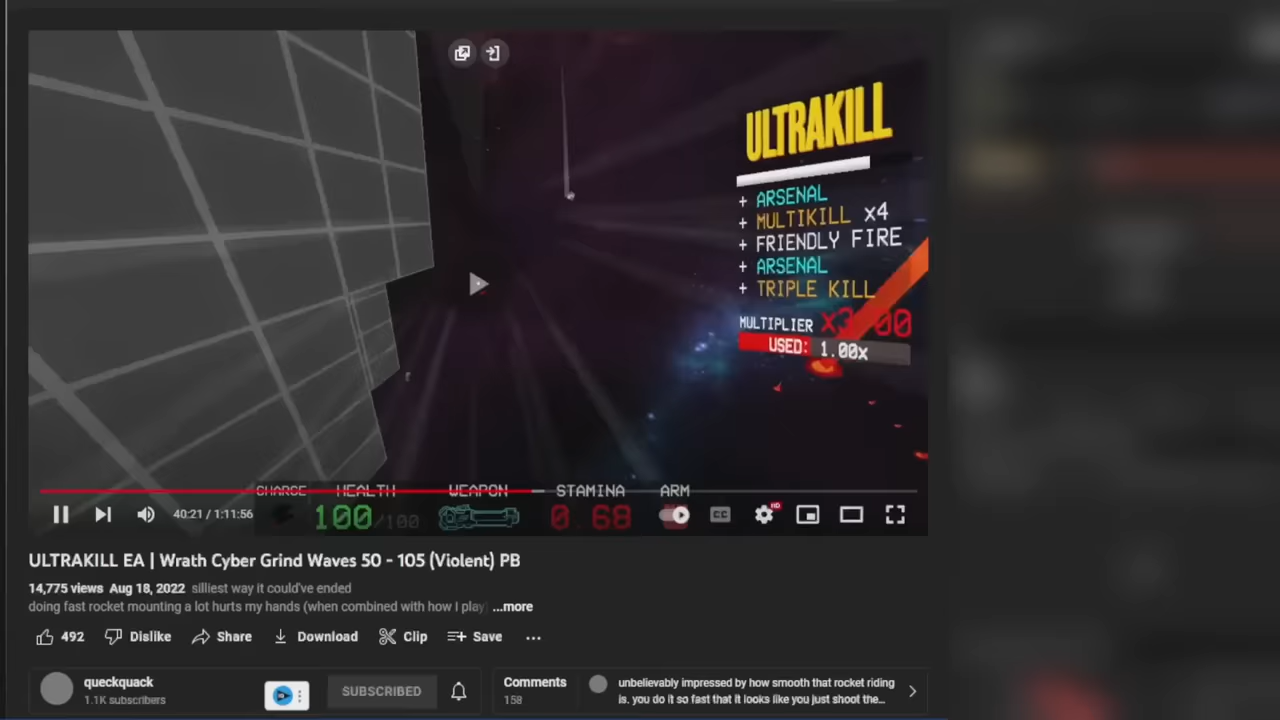 ULTRAKILL
+ ARSENAL
+ MULTIKILL x4
+ FRIENDLY FIRE
+ ARSENAL
+ TRIPLE KILL
MULTIPLIER x3.00
USED: 1.00x
CHARGE HEALTH WEAPON STAMINA ARM
40:21 / 1:11:56 100/100 0.68 CC HD
ULTRAKILL EA | Wrath Cyber Grind Waves 50 - 105 (Violent) PB
14,775 views Aug 18, 2022 silliest way it could've ended
doing fast rocket mounting a lot hurts my hands (when combined with how I play ...more
492 Dislike Share Download Clip Save ...
queckquack
1.1K subscribers
SUBSCRIBED
Comments
158
unbelievably impressed by how smooth that rocket riding
is. you do it so fast that it looks like you just shoot the...